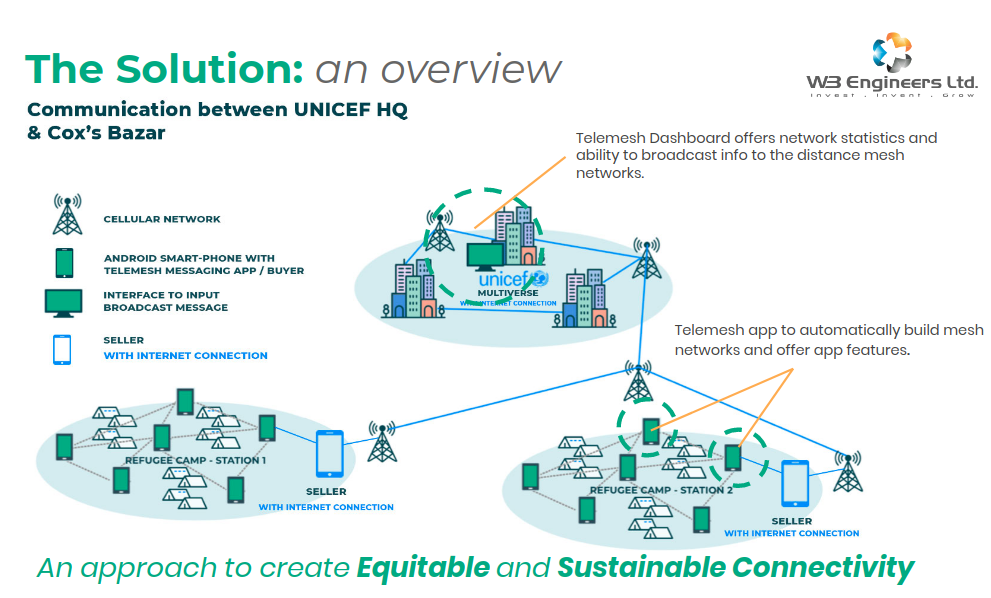 The Solution: an overview
W3 Engineers Ltd.
Invest . Invent . Grow
Communication between UNICEF HQ
& Cox's Bazar
Telemesh Dashboard offers network statistics and
ability to broadcast info to the distance mesh
networks.
CELLULAR NETWORK
ANDROID SMART-PHONE WITH
TELEMESH MESSAGING APP / BUYER
INTERFACE TO INPUT
BROADCAST MESSAGE
SELLER
WITH INTERNET CONNECTION
unicef
MULTIVERSE
WITH INTERNET CONNECTION
Telemesh app to automatically build mesh
networks and offer app features.
REFUGEE CAMP - STATION 1
SELLER
WITH INTERNET CONNECTION
REFUGEE CAMP - STATION 2
SELLER
WITH INTERNET CONNECTION
An approach to create Equitable and Sustainable Connectivity